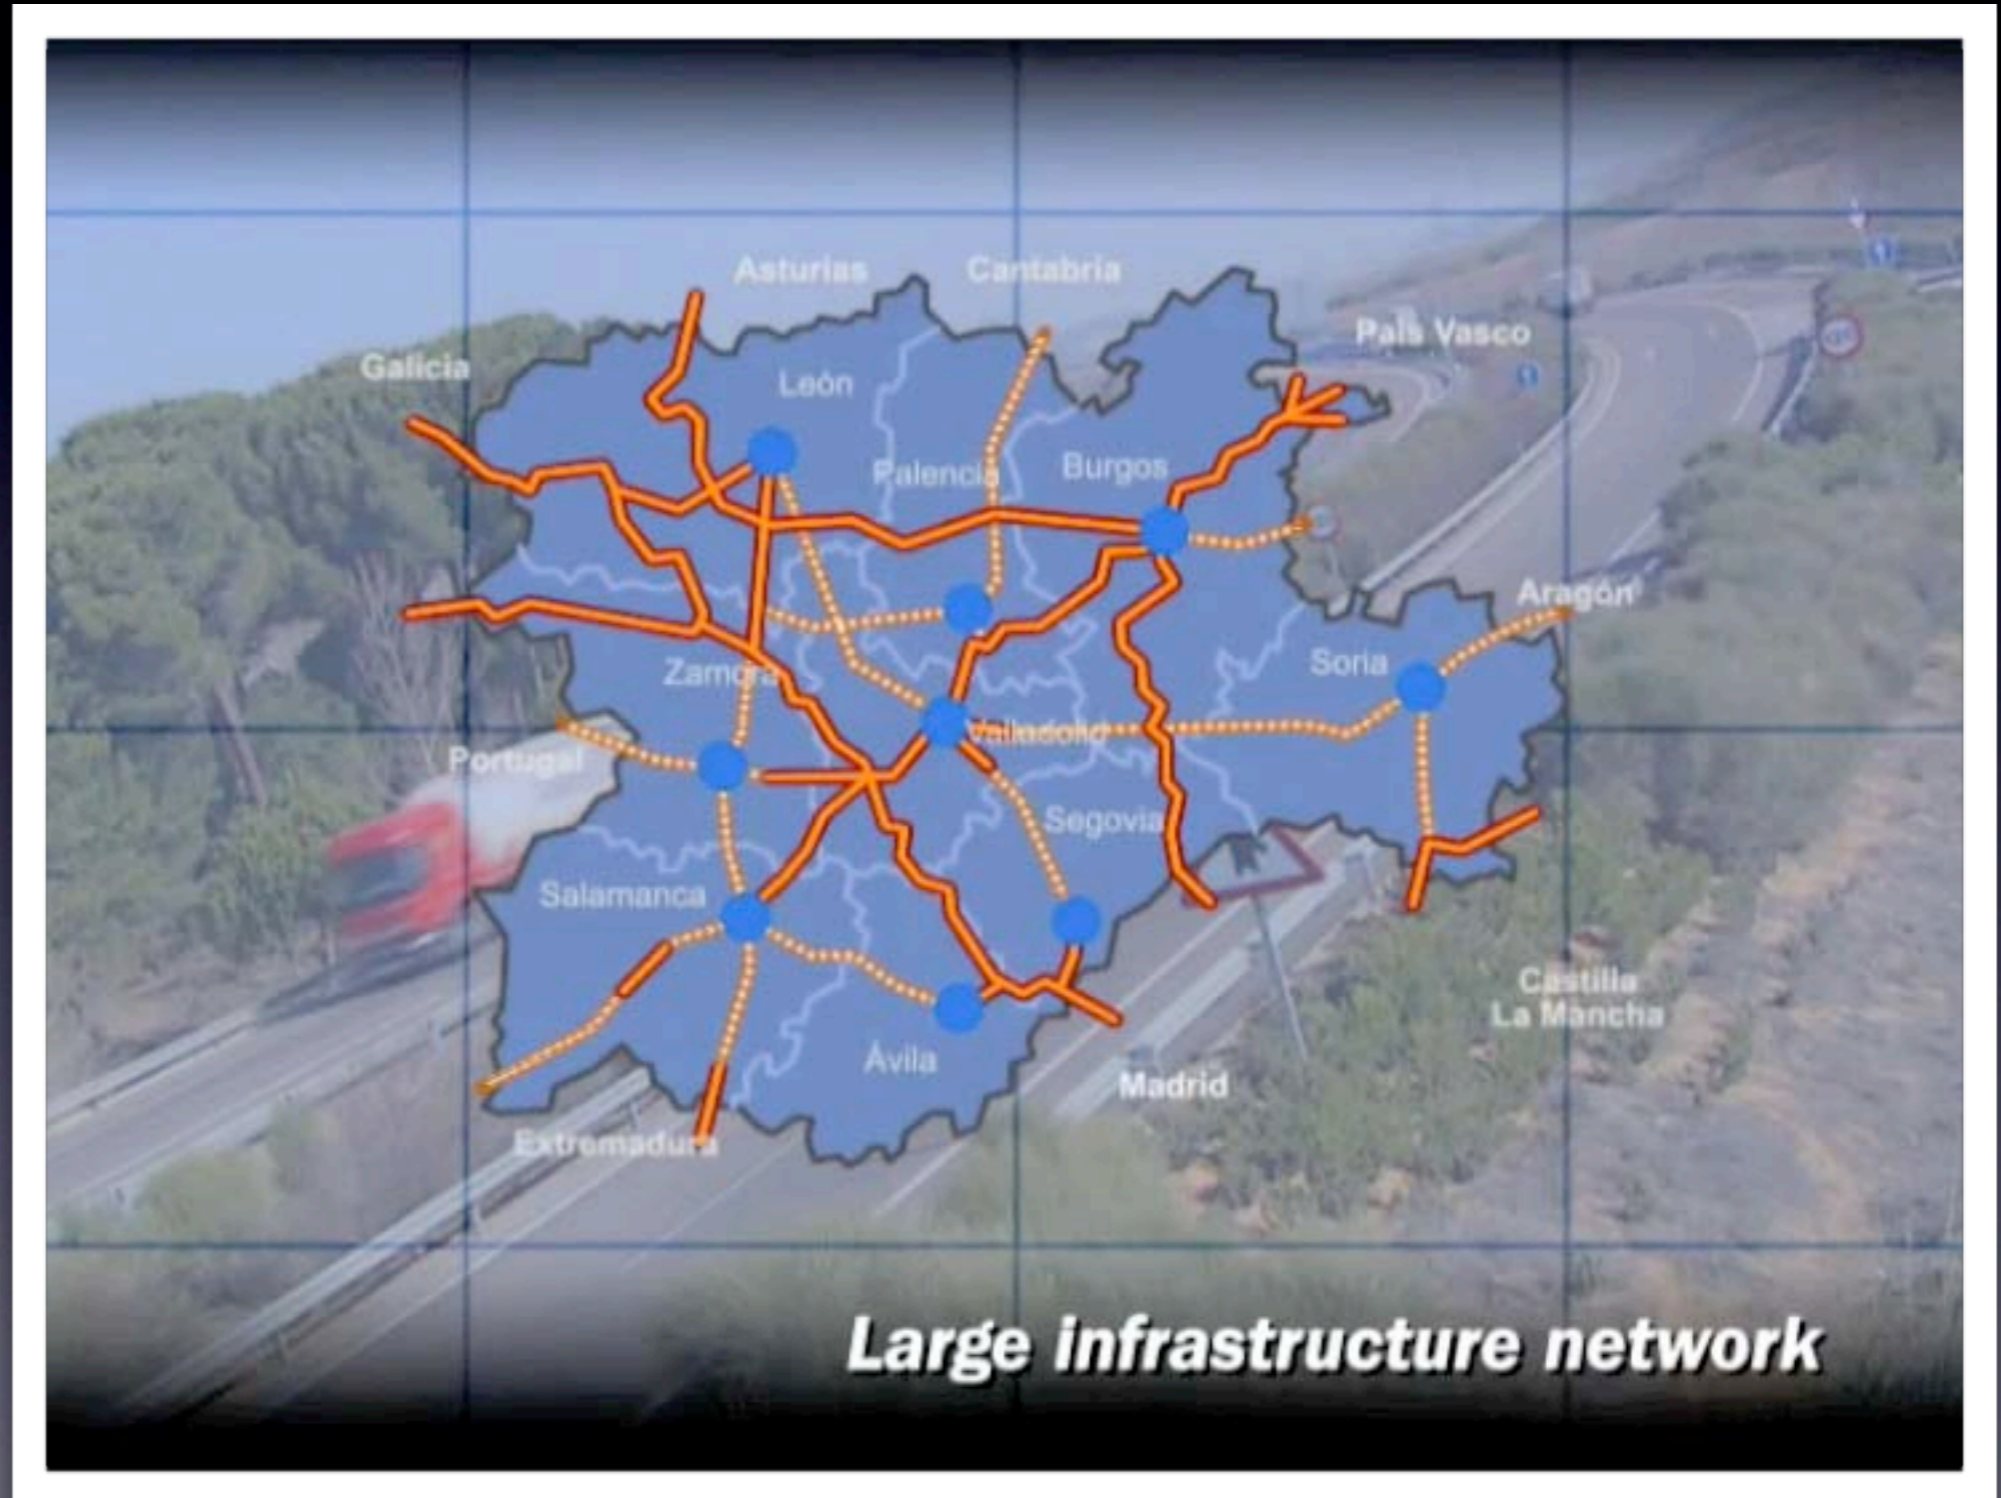 Asturias
Cantabria
País Vasco
Galicia
León
Palencia
Burgos
Aragón
Soria
Zamora
Valladolid
Portugal
Segovia
Salamanca
Castilla
La Mancha
Ávila
Madrid
Extremadura
Large infrastructure network